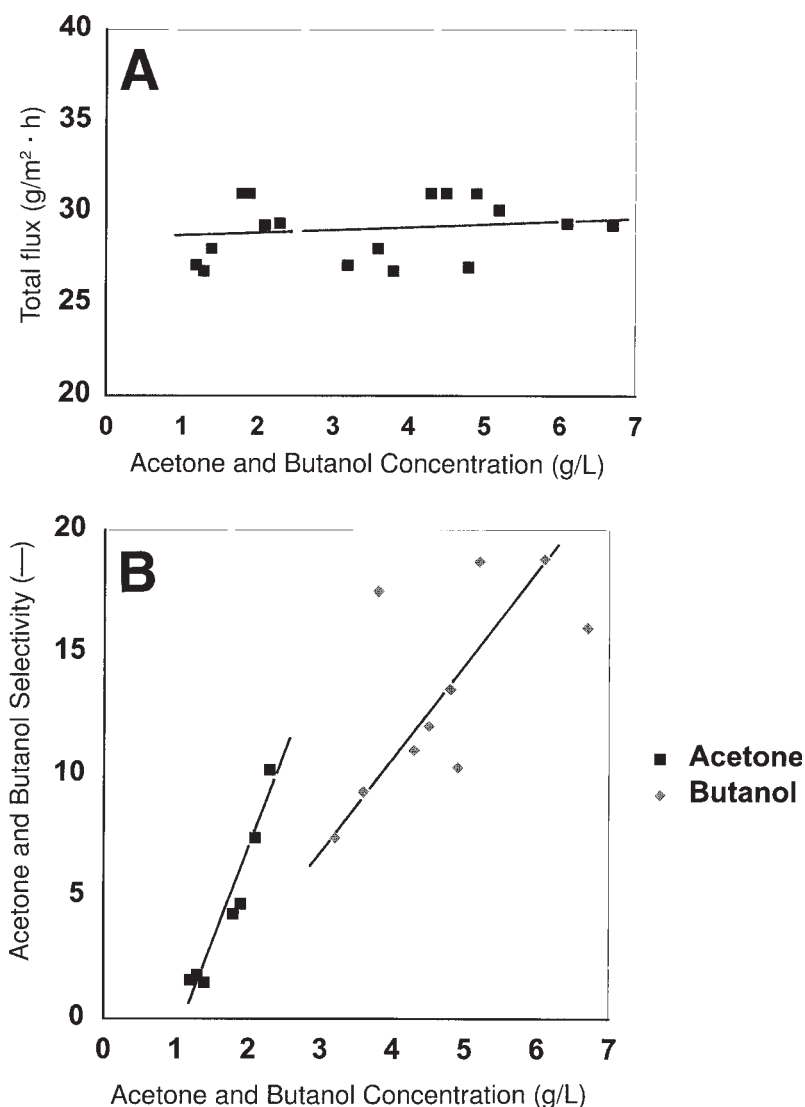 40
A
35
30
25
20
Total flux (g/m² · h)
0 1 2 3 4 5 6 7
Acetone and Butanol Concentration (g/L)
20
B
15
10
5
0
Acetone and Butanol Selectivity (—)
0 1 2 3 4 5 6 7
Acetone and Butanol Concentration (g/L)
Acetone
Butanol